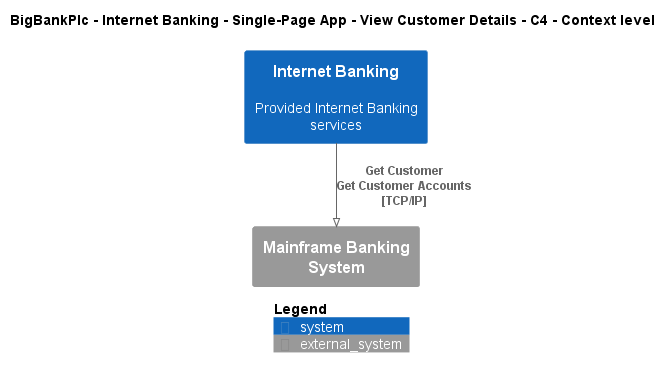 BigBankPlc - Internet Banking - Single-Page App - View Customer Details - C4 - Context level
Internet Banking
Provided Internet Banking
services
Get Customer
Get Customer Accounts
[TCP/IP]
Mainframe Banking
System
Legend
system
external_system